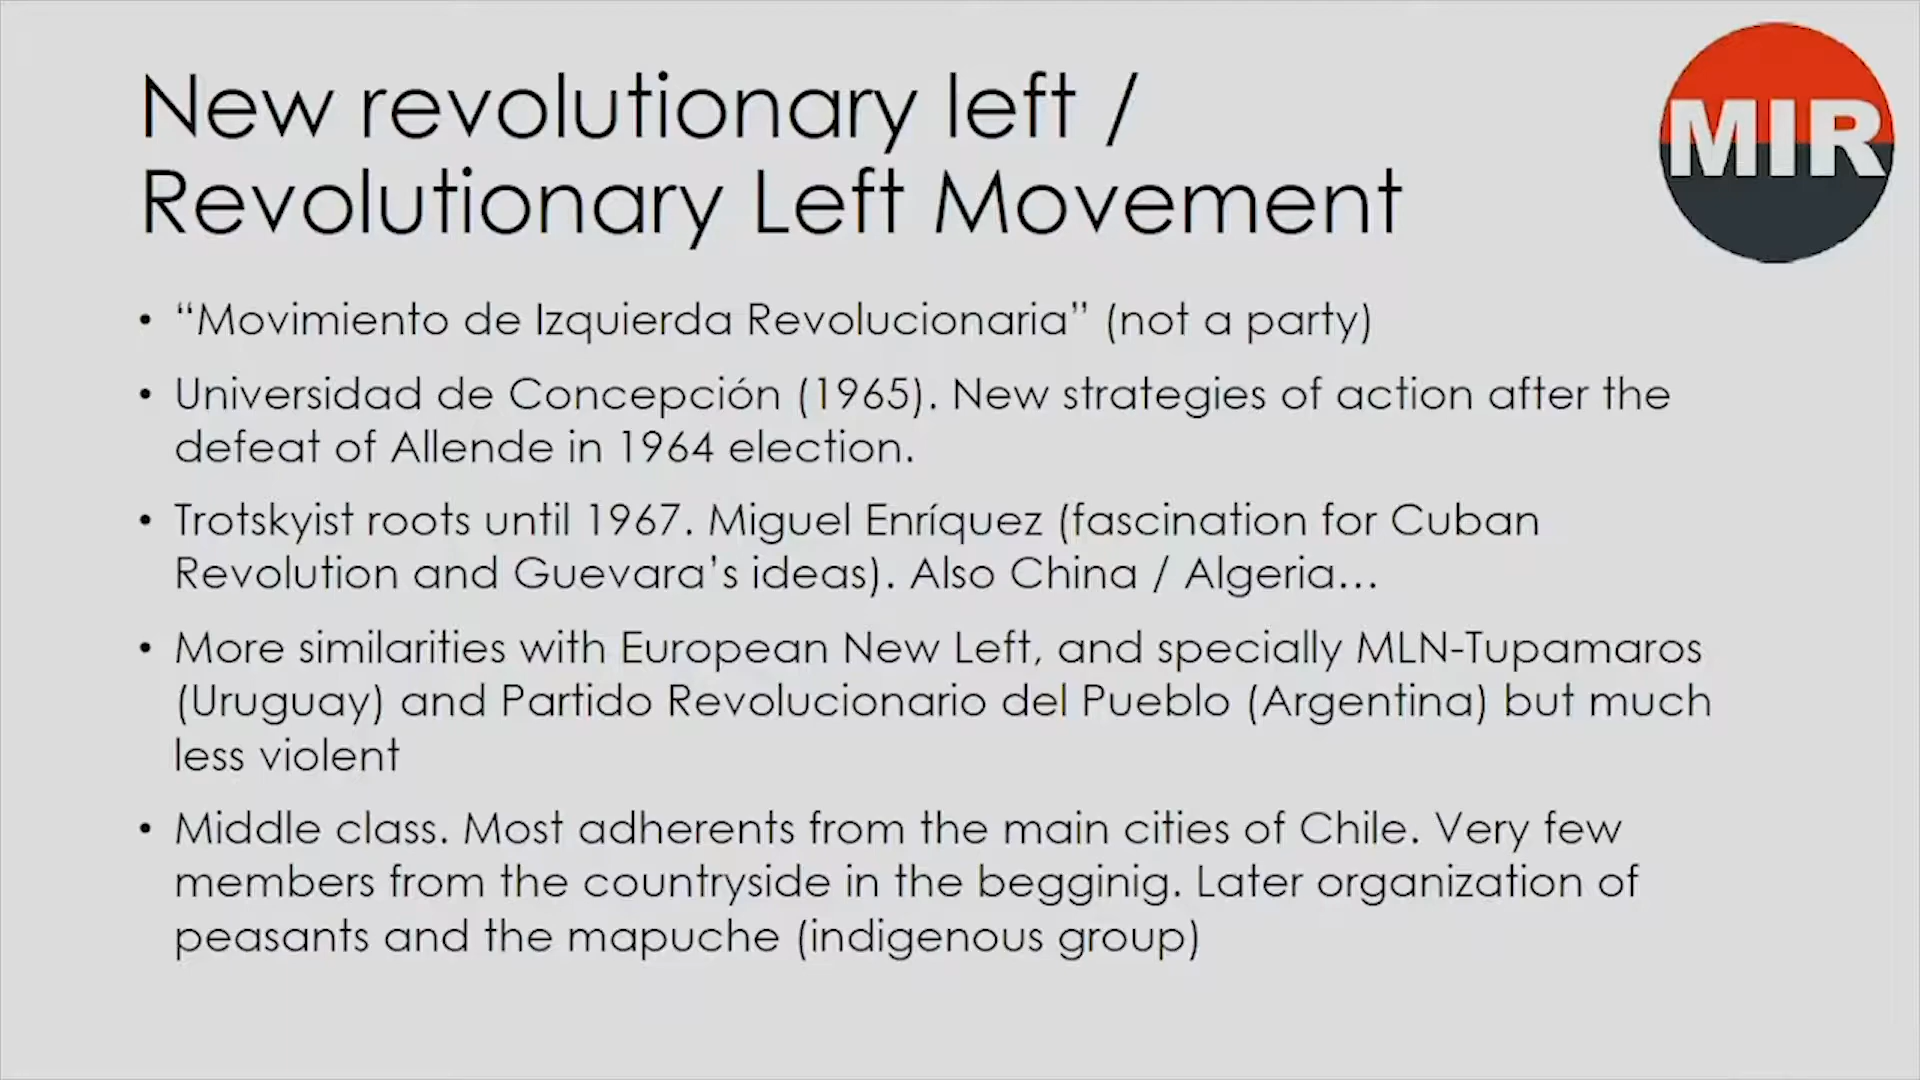 New revolutionary left /
Revolutionary Left Movement
MIR
• “Movimiento de Izquierda Revolucionaria” (not a party)
• Universidad de Concepción (1965). New strategies of action after the
defeat of Allende in 1964 election.
• Trotskyist roots until 1967. Miguel Enríquez (fascination for Cuban
Revolution and Guevara’s ideas). Also China / Algeria…
• More similarities with European New Left, and specially MLN-Tupamaros
(Uruguay) and Partido Revolucionario del Pueblo (Argentina) but much
less violent
• Middle class. Most adherents from the main cities of Chile. Very few
members from the countryside in the begginig. Later organization of
peasants and the mapuche (indigenous group)